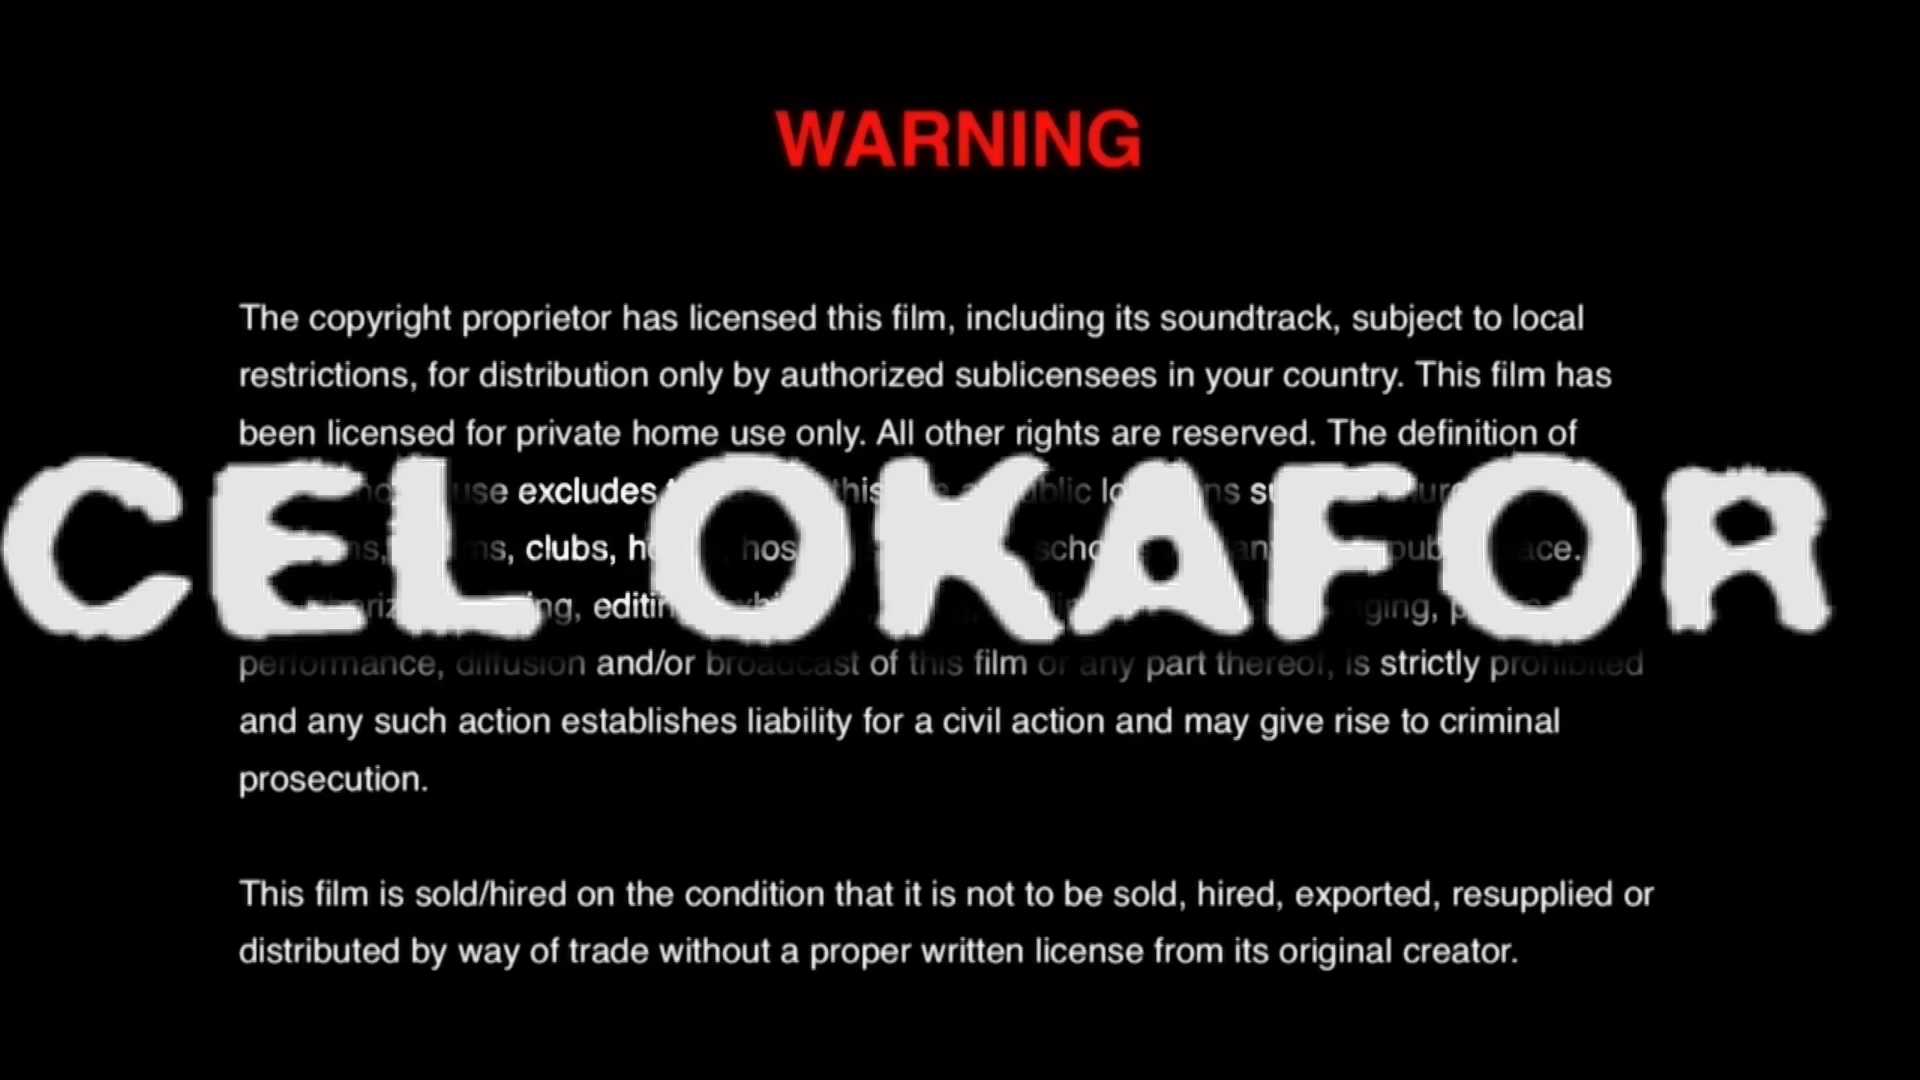 WARNING
The copyright proprietor has licensed this film, including its soundtrack, subject to local
restrictions, for distribution only by authorized sublicensees in your country. This film has
been licensed for private home use only. All other rights are reserved. The definition of
use excludes this
clubs,
CEL OKAFOR
editing,
performance, diffusion and/or broadcast of this film or any part thereof, is strictly prohibited
and any such action establishes liability for a civil action and may give rise to criminal
prosecution.
This film is sold/hired on the condition that it is not to be sold, hired, exported, resupplied or
distributed by way of trade without a proper written license from its original creator.